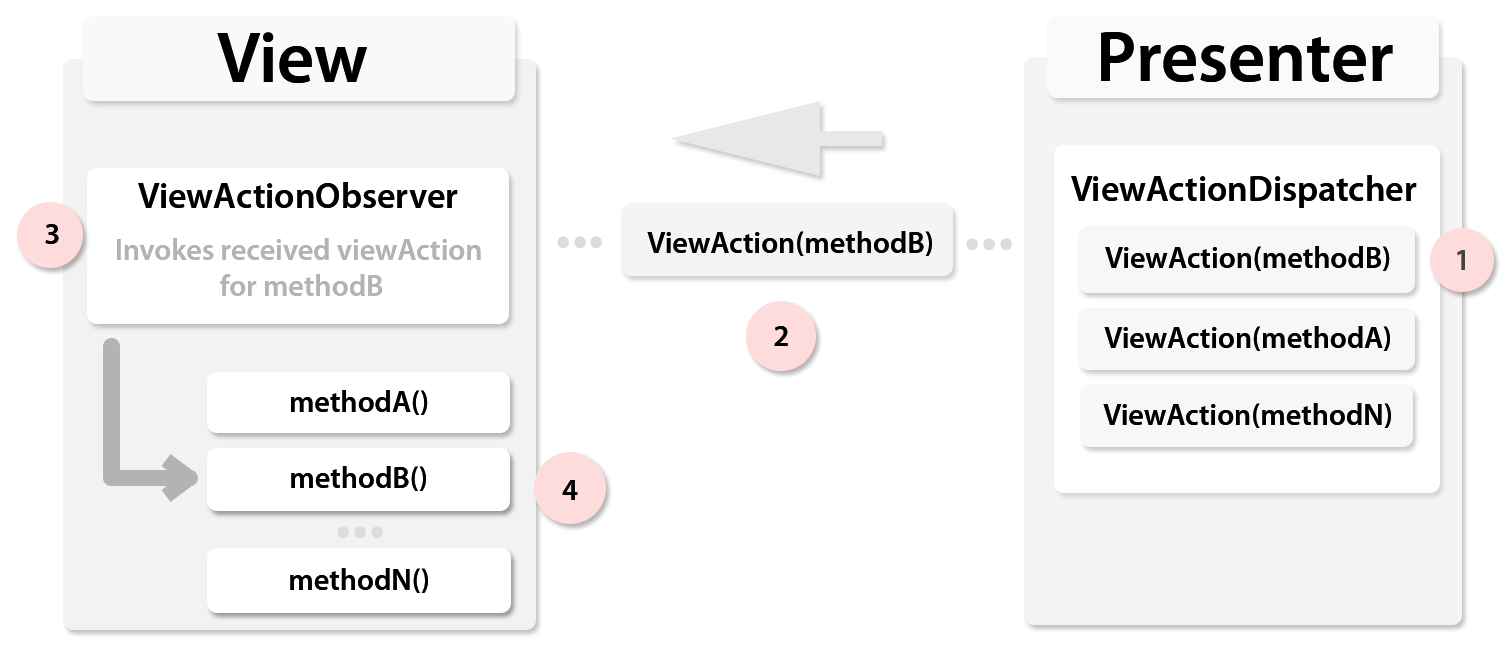 View
ViewActionObserver
Invokes received viewAction
for methodB
3
methodA()
methodB()
4
methodN()
ViewAction(methodB)
2
Presenter
ViewActionDispatcher
ViewAction(methodB)
1
ViewAction(methodA)
ViewAction(methodN)